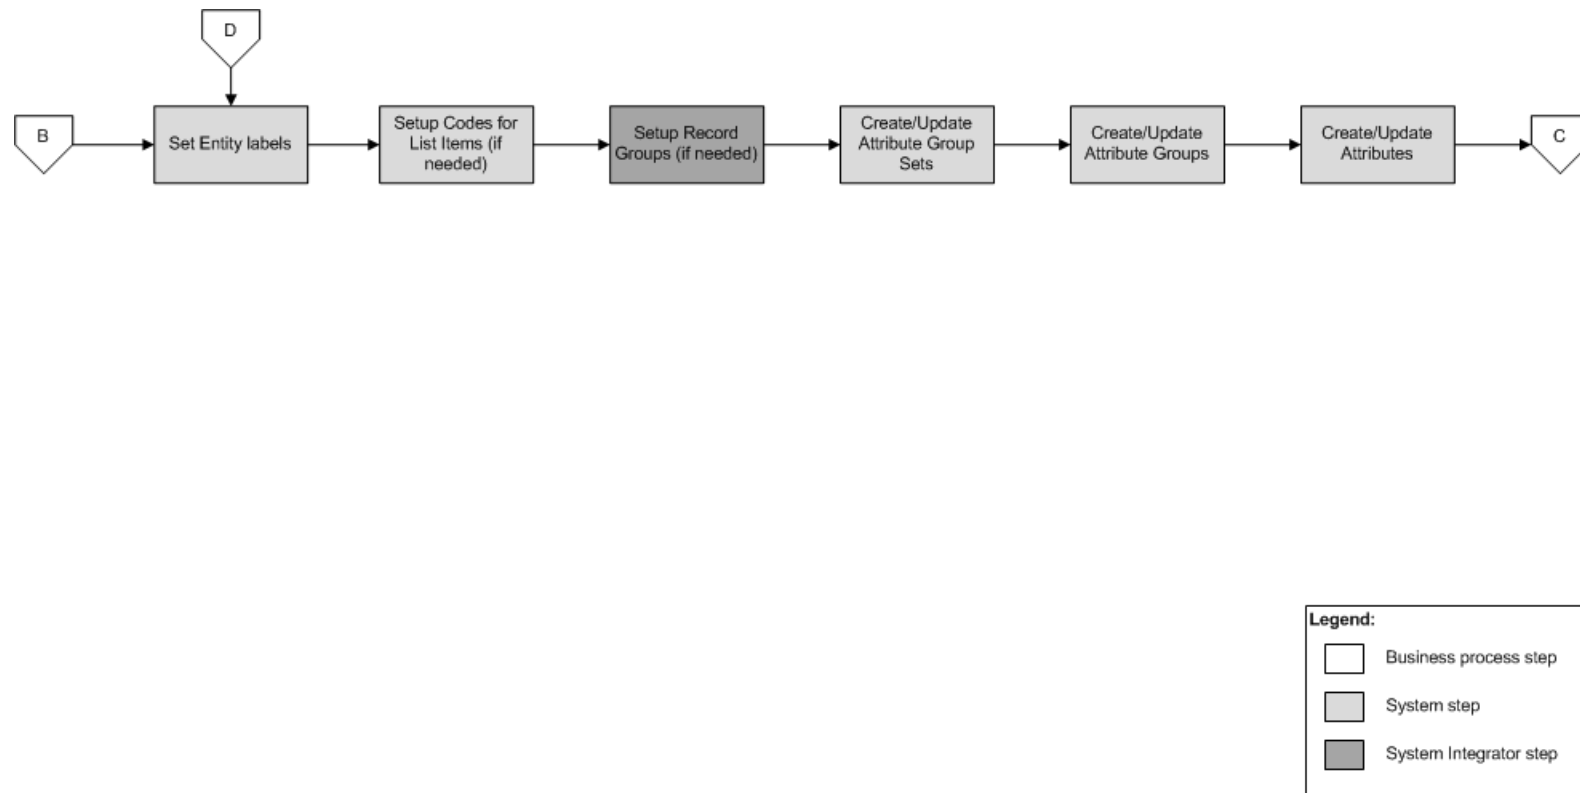 D
B
Set Entity labels
Setup Codes for
List Items (if
needed)
Setup Record
Groups (if needed)
Create/Update
Attribute Group
Sets
Create/Update
Attribute Groups
Create/Update
Attributes
C
Legend:
Business process step
System step
System Integrator step